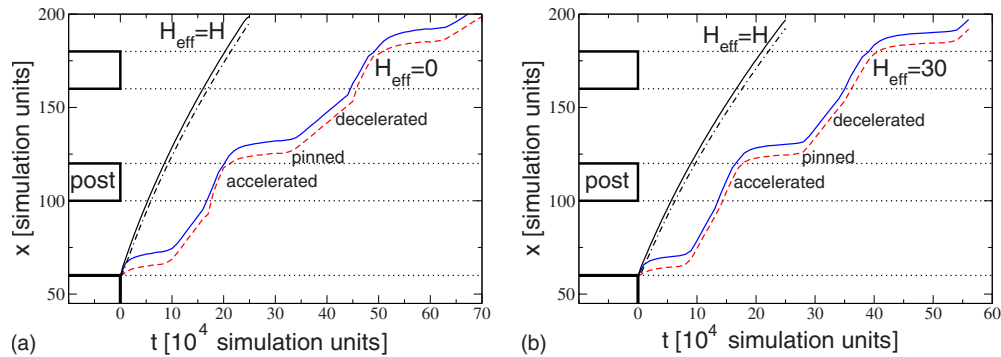 200
150
100
50
x [simulation units]
H_eff=H
H_eff=0
decelerated
pinned
accelerated
post
0 10 20 30 40 50 60 70
t [10^4 simulation units]
(a)
200
150
100
50
x [simulation units]
H_eff=H
H_eff=30
decelerated
pinned
accelerated
post
0 10 20 30 40 50 60
t [10^4 simulation units]
(b)